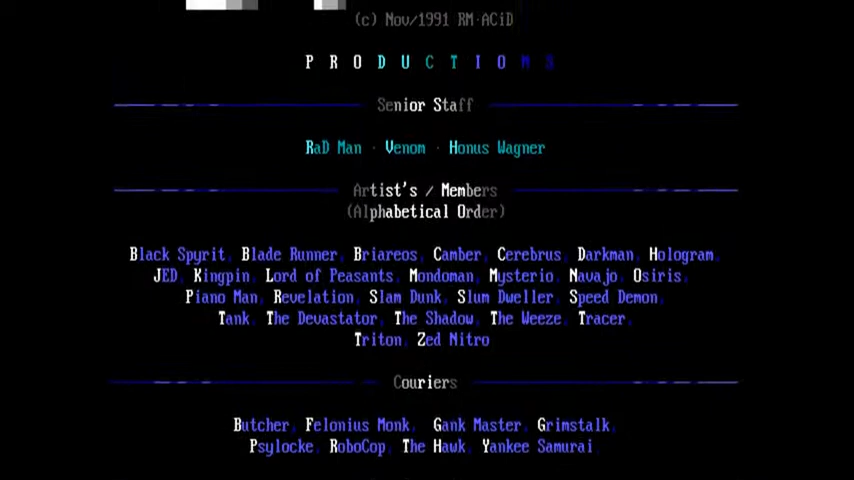 (c) Nov/1991 RM·ACiD
P R O D U C T I O N S
Senior Staff
RaD Man · Venom · Honus Wagner
Artist's / Members
(Alphabetical Order)
Black Spyrit, Blade Runner, Briareos, Camber, Cerebrus, Darkman, Hologram,
JED, Kingpin, Lord of Peasants, Mondoman, Mysterio, Navajo, Osiris,
Piano Man, Revelation, Slam Dunk, Slum Dweller, Speed Demon,
Tank, The Devastator, The Shadow, The Weeze, Tracer,
Triton, Zed Nitro
Couriers
Butcher, Felonius Monk, Gank Master, Grimstalk,
Psylocke, RoboCop, The Hawk, Yankee Samurai